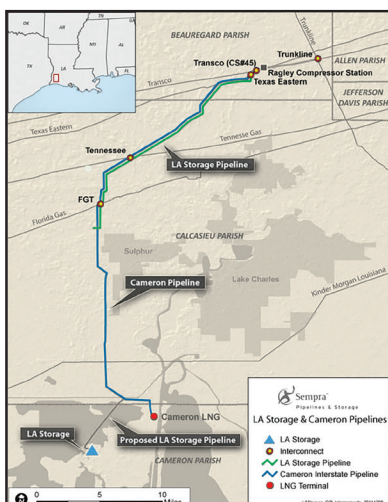 OK
AR
MS
AL
TX
LA
FL
BEAUREGARD PARISH
Trunkline
Trunkline
Transco (CS#45)
ALLEN PARISH
Ragley Compressor Station
Transco
Texas Eastern
JEFFERSON
DAVIS PARISH
Texas Eastern
Tennesse Gas
Tennessee
LA Storage Pipeline
FGT
Florida Gas
CALCASIEU PARISH
Sulphur
Lake Charles
Cameron Pipeline
Kinder Morgan Louisiana
Sempra
Pipelines & Storage
LA Storage & Cameron Pipelines
Cameron LNG
LA Storage
Proposed LA Storage Pipeline
CAMERON PARISH
LA Storage
Interconnect
LA Storage Pipeline
Cameron Interstate Pipeline
LNG Terminal
0 5 10